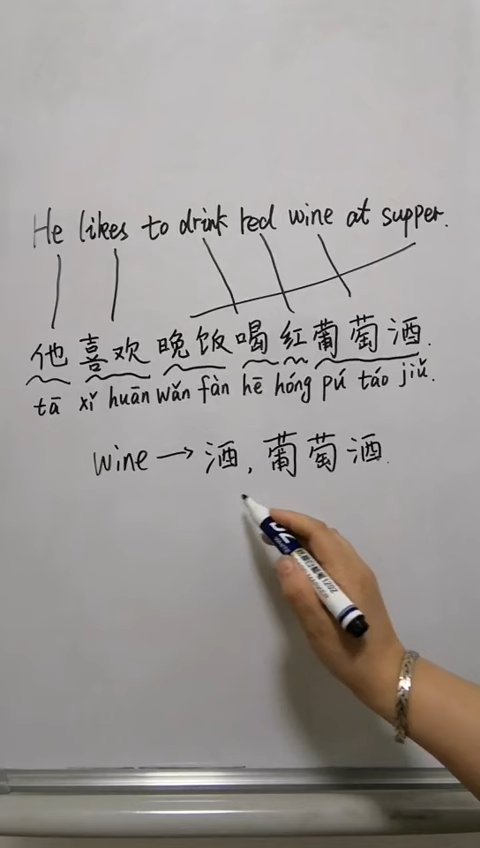 He likes to drink red wine at supper.
他喜欢晚饭喝红葡萄酒.
tā xǐ huān wǎn fàn hē hóng pú táo jiǔ.
wine → 酒, 葡萄酒.